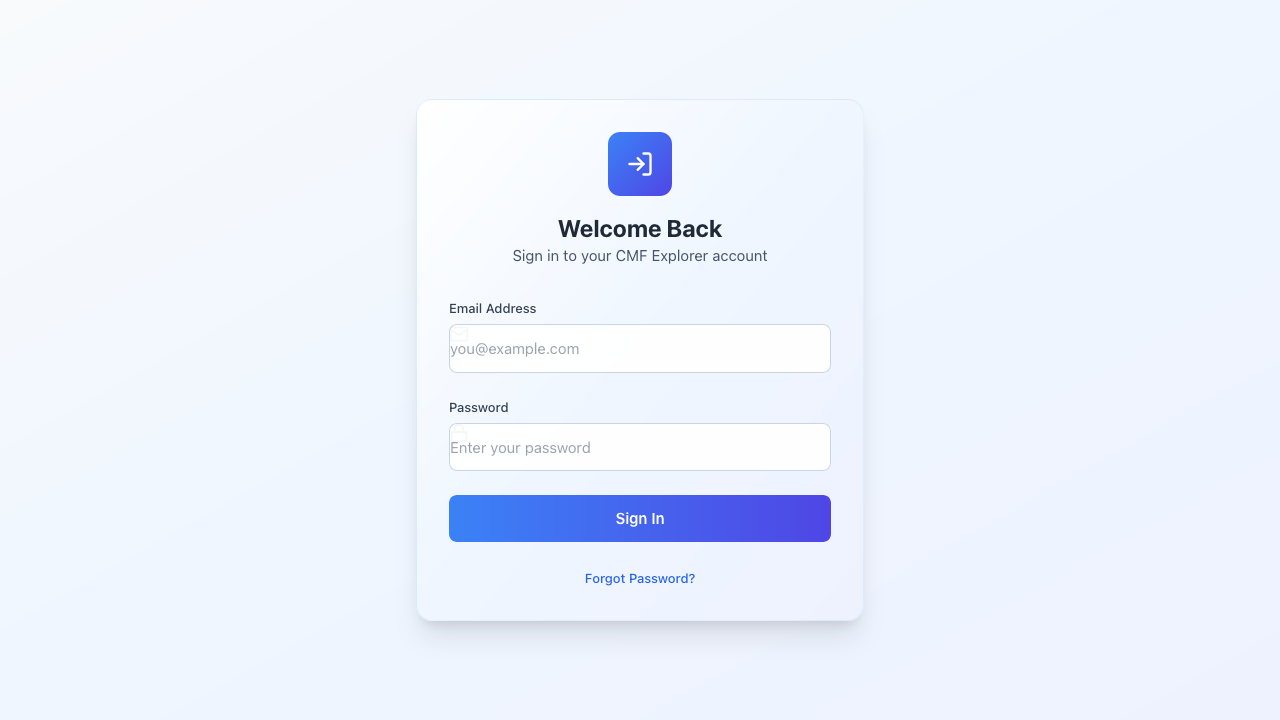 Welcome Back
Sign in to your CMF Explorer account
Email Address
you@example.com
Password
Enter your password
Sign In
Forgot Password?